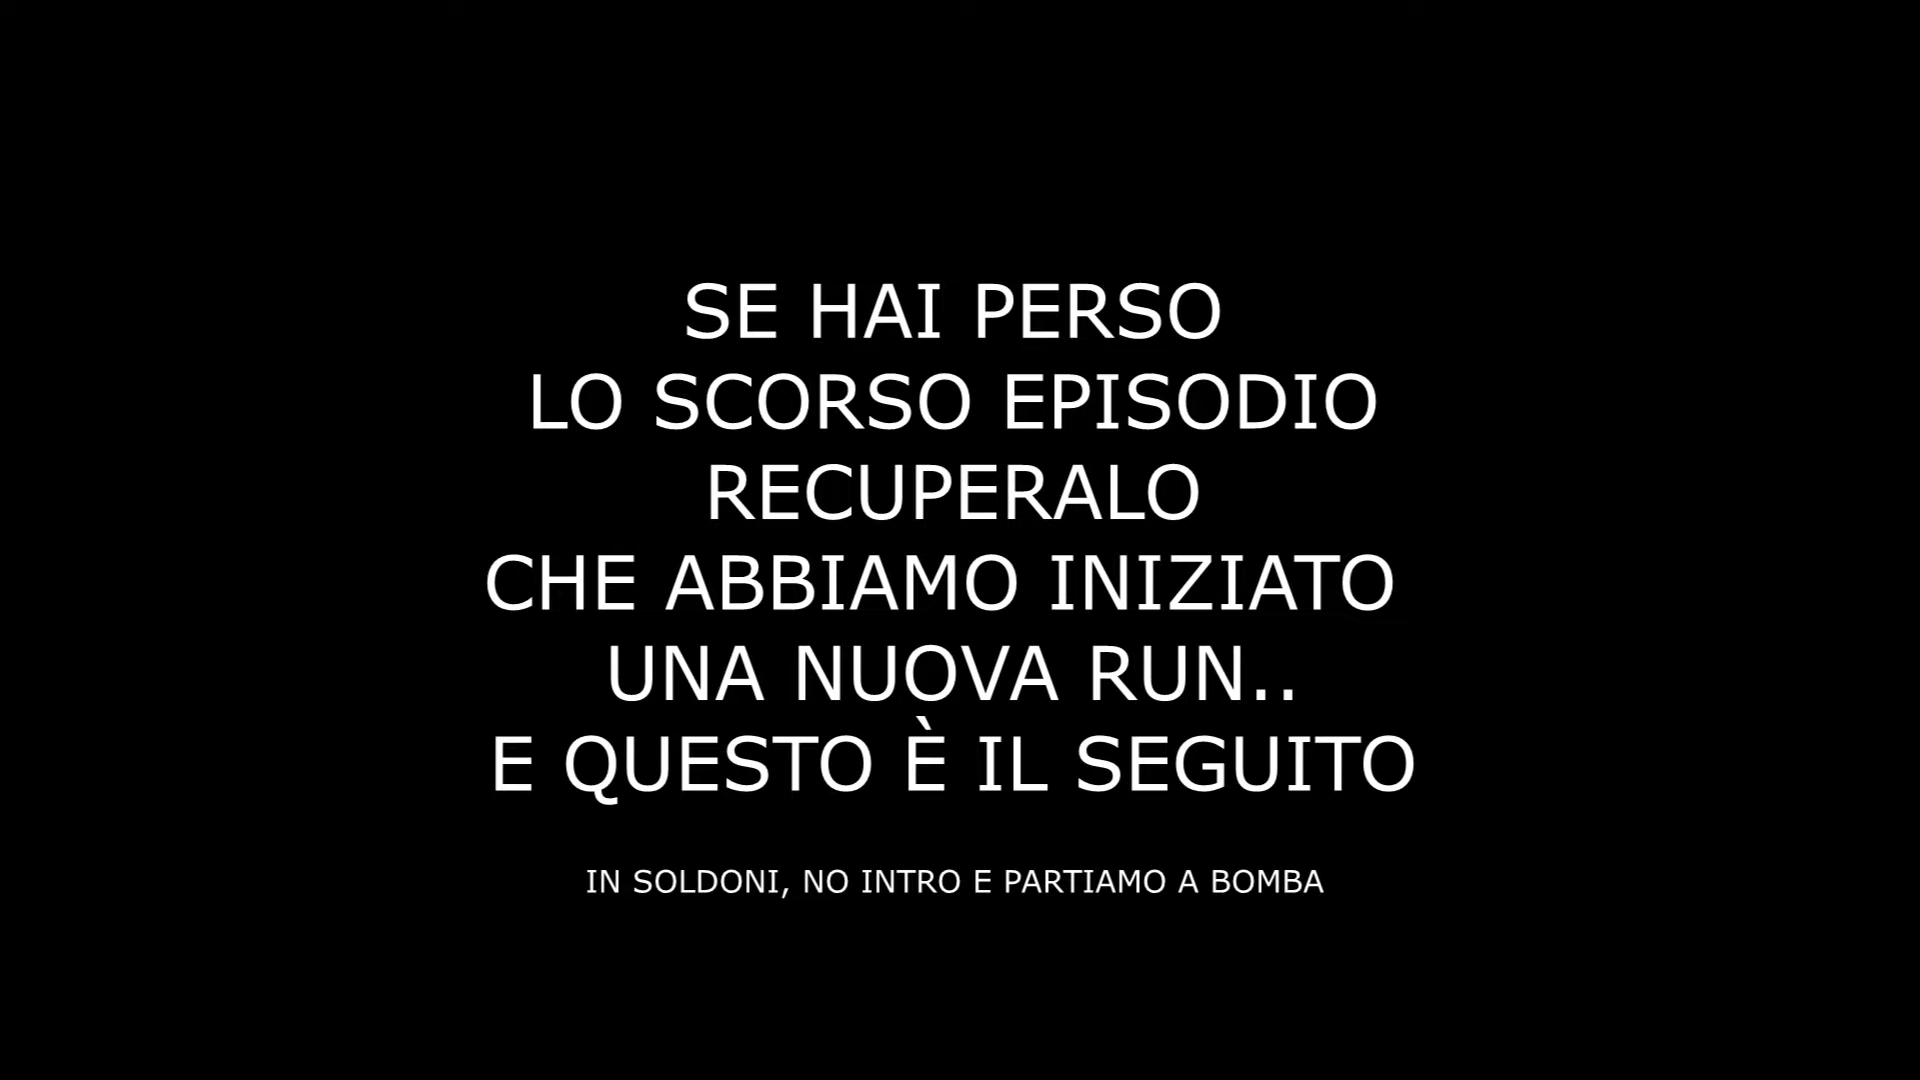 SE HAI PERSO
LO SCORSO EPISODIO
RECUPERALO
CHE ABBIAMO INIZIATO
UNA NUOVA RUN..
E QUESTO È IL SEGUITO
IN SOLDONI, NO INTRO E PARTIAMO A BOMBA